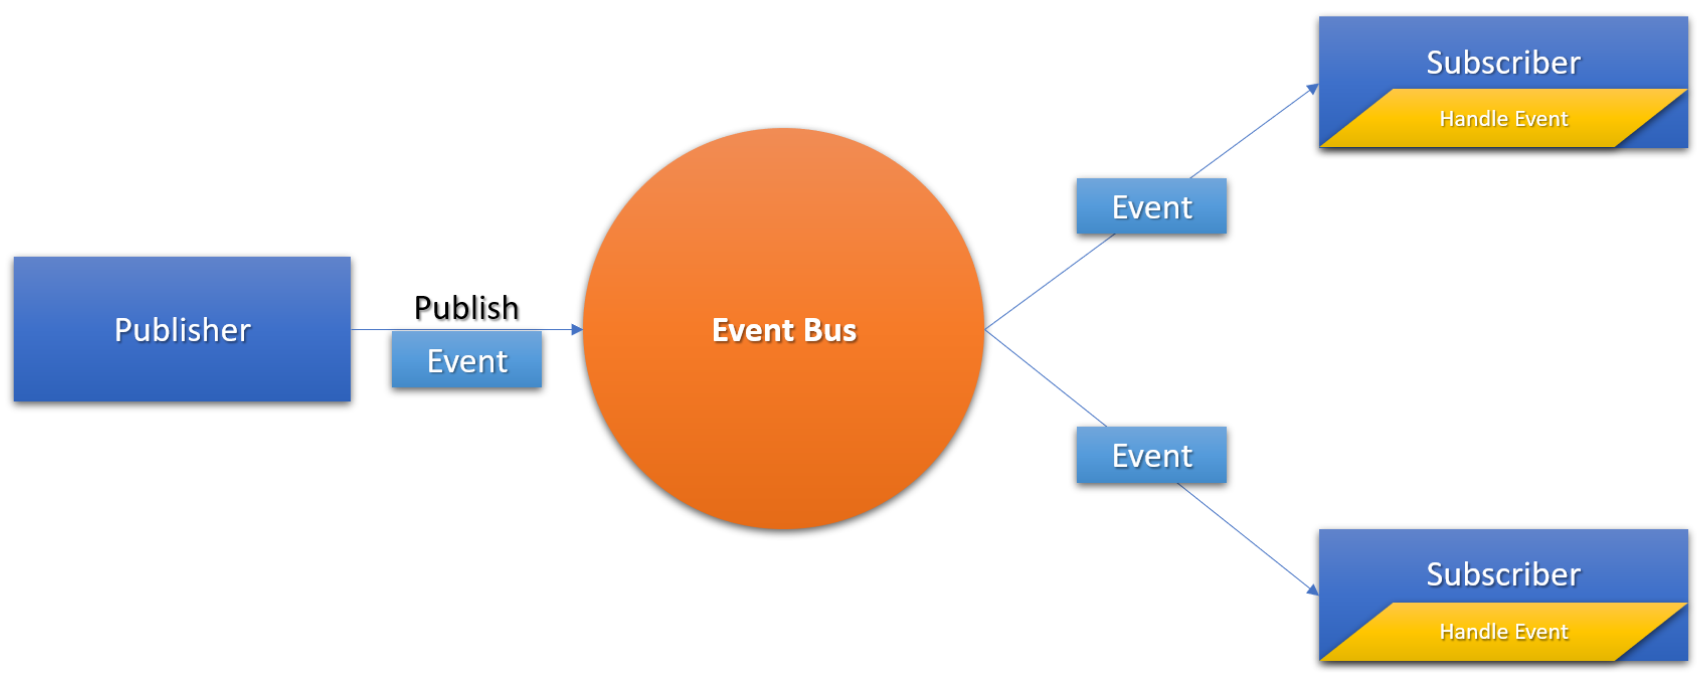 Publisher
Publish
Event
Event Bus
Event
Event
Subscriber
Handle Event
Subscriber
Handle Event